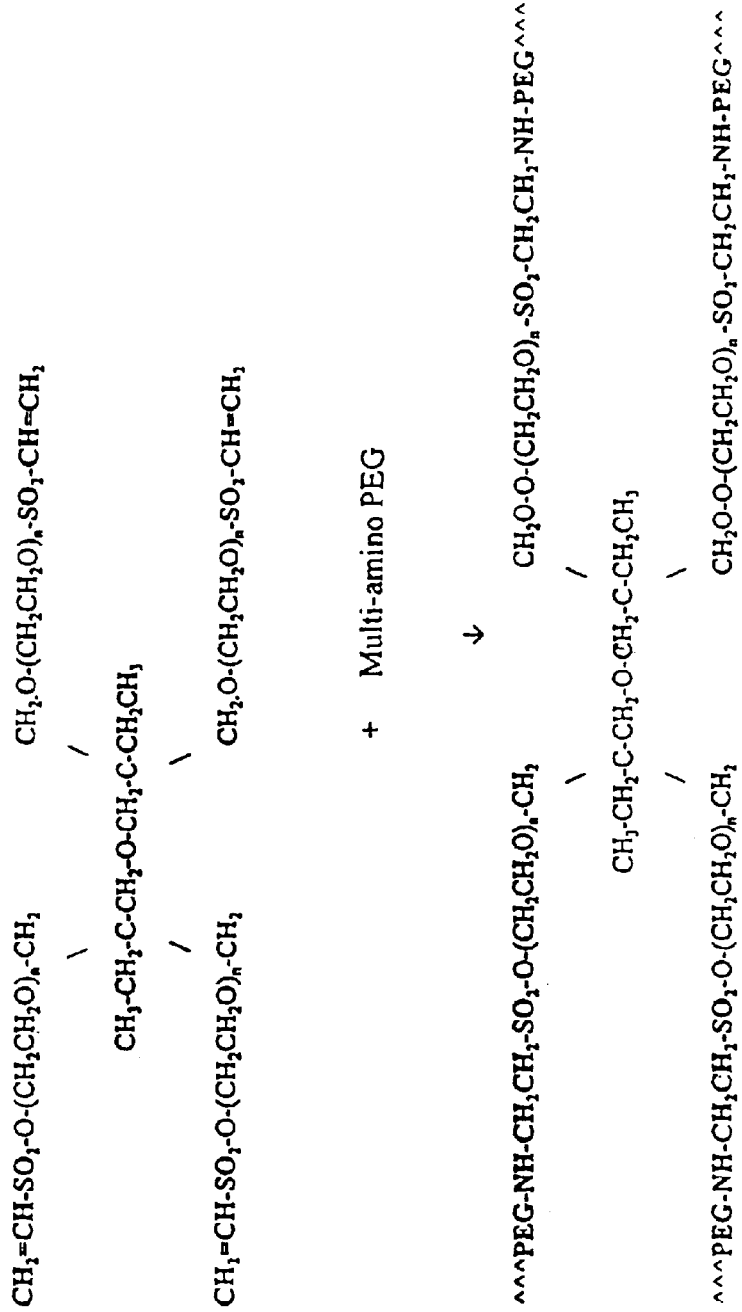 CH₂=CH-SO₂-O-(CH₂CH₂O)ₙ-CH₂ CH₂.O-(CH₂CH₂O)ₙ-SO₂-CH=CH₂
CH₃-CH₂-C-CH₂-O-CH₂-C-CH₂CH₃
CH₂=CH-SO₂-O-(CH₂CH₂O)ₙ-CH₂ CH₂.O-(CH₂CH₂O)ₙ-SO₂-CH=CH₂
+ Multi-amino PEG
↓
^^^PEG-NH-CH₂CH₂-SO₂-O-(CH₂CH₂O)ₙ-CH₂ CH₂O-O-(CH₂CH₂O)ₙ-SO₂-CH₂CH₂-NH-PEG^^^
CH₃-CH₂-C-CH₂-O-CH₂-C-CH₂CH₃
^^^PEG-NH-CH₂CH₂-SO₂-O-(CH₂CH₂O)ₙ-CH₂ CH₂O-O-(CH₂CH₂O)ₙ-SO₂-CH₂CH₂-NH-PEG^^^